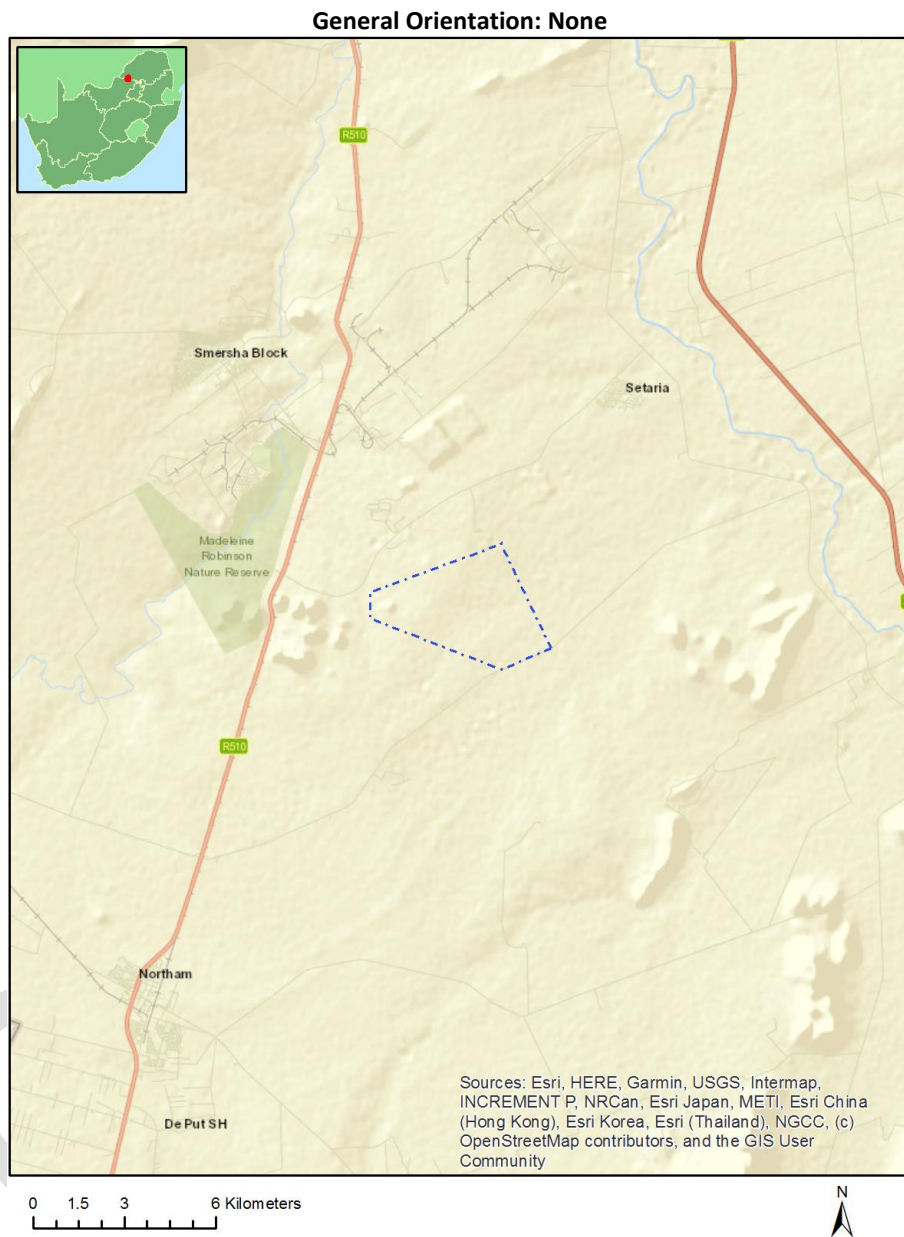 General Orientation: None
R510
Smersha Block
Setaria
Madeleine
Robinson
Nature Reserve
R510
Northam
De Put SH
Sources: Esri, HERE, Garmin, USGS, Intermap,
INCREMENT P, NRCan, Esri Japan, METI, Esri China
(Hong Kong), Esri Korea, Esri (Thailand), NGCC, (c)
OpenStreetMap contributors, and the GIS User
Community
0 1.5 3 6 Kilometers
N